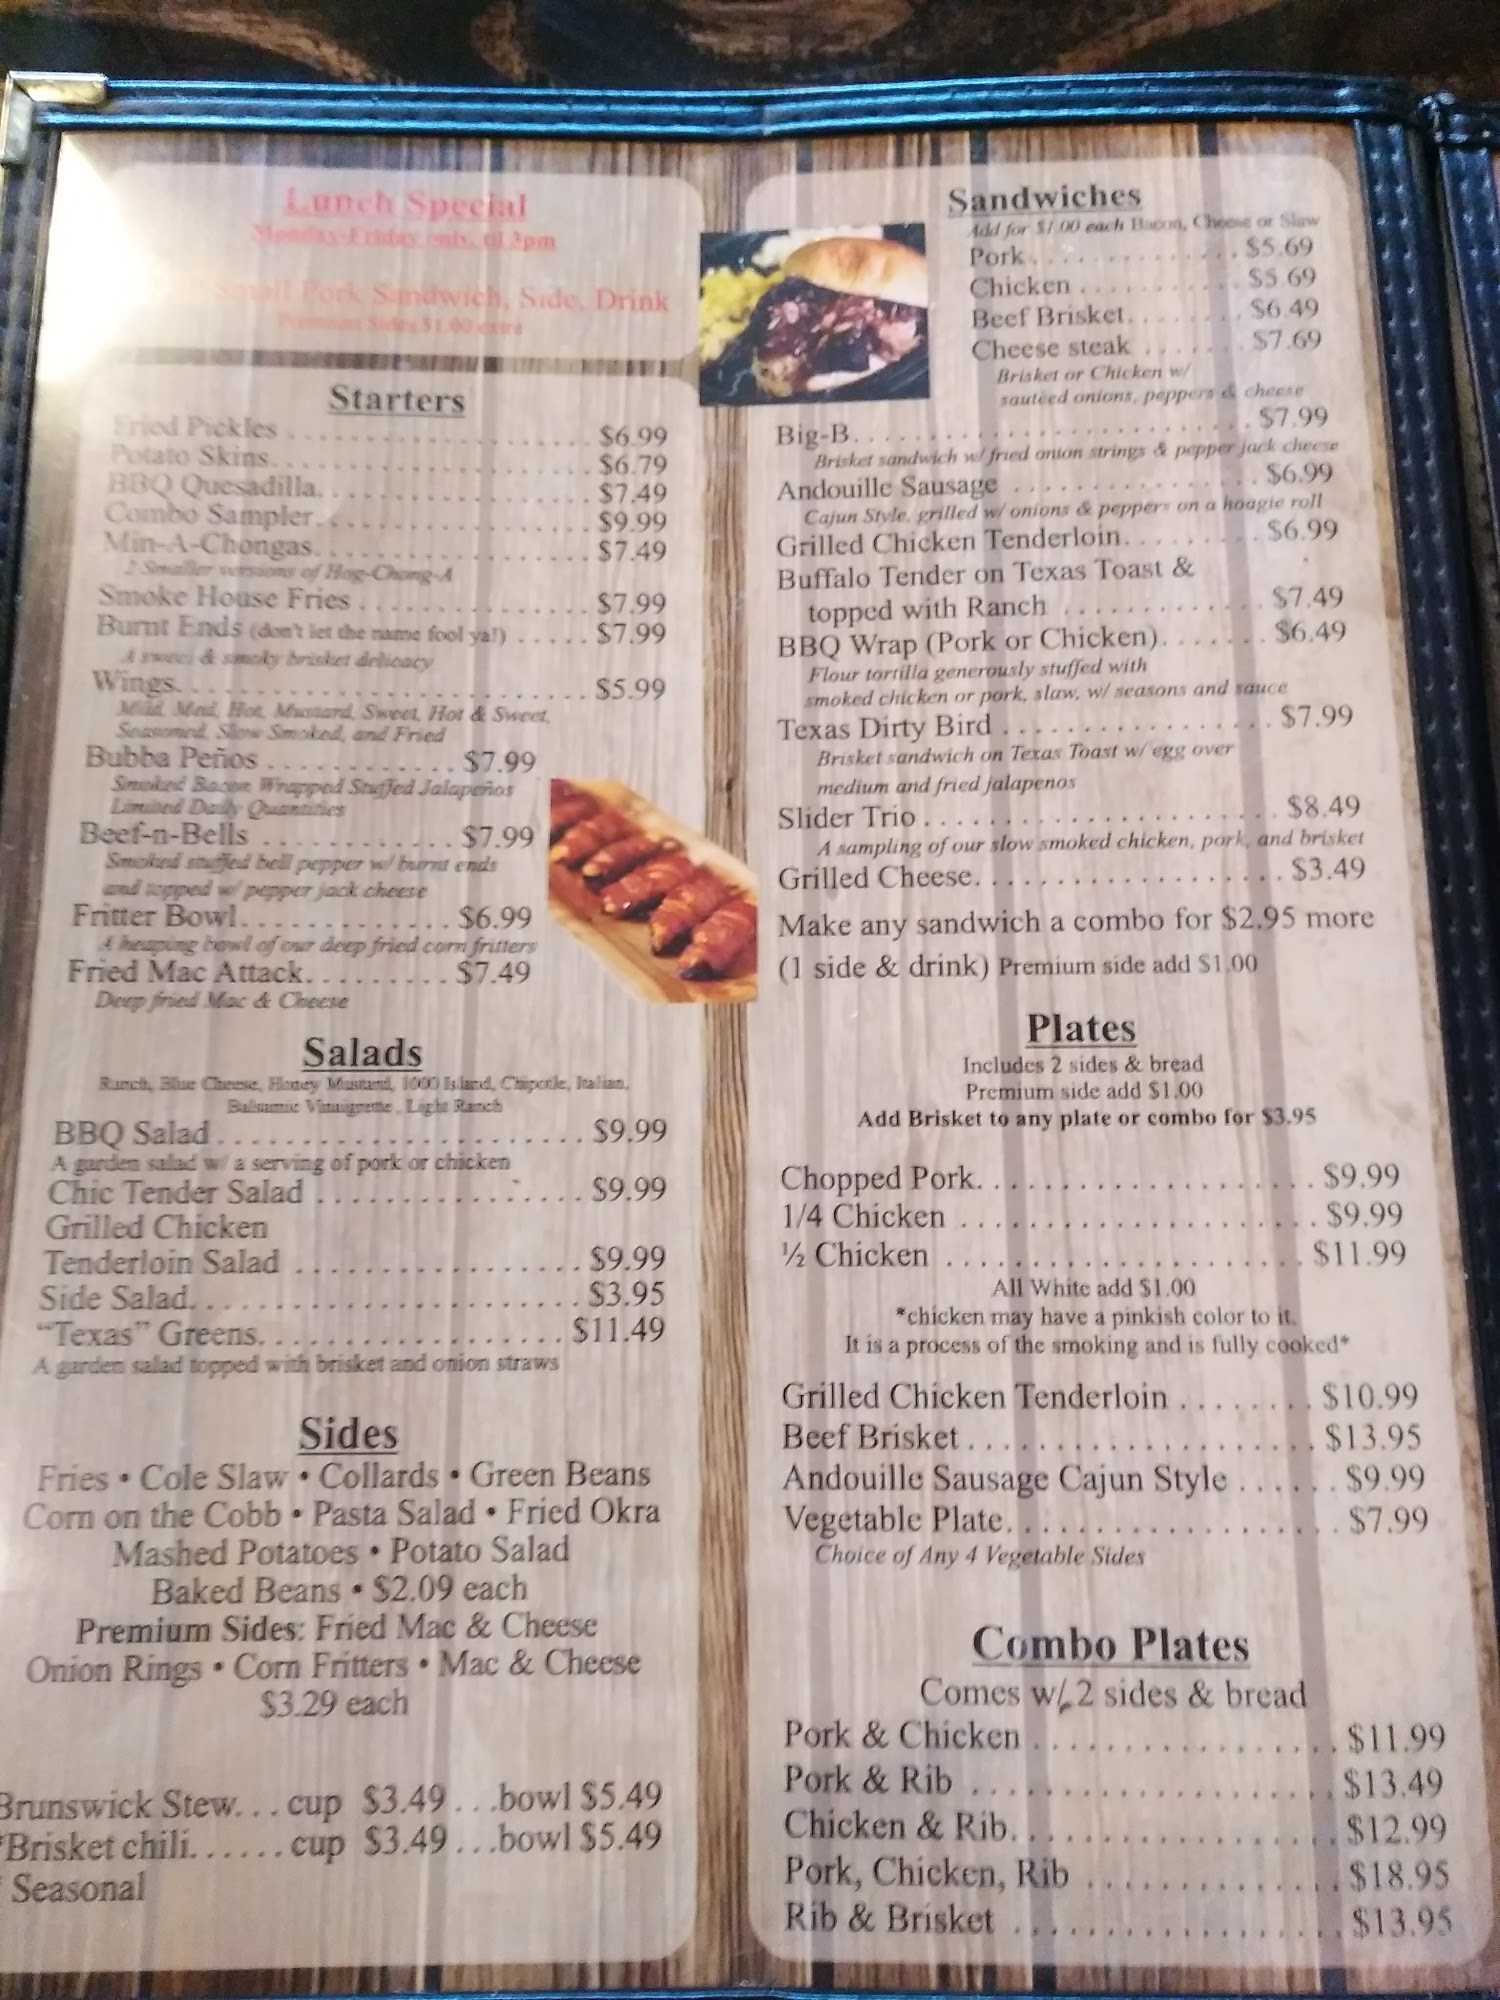 Lunch Special
Monday-Friday only, til 3pm
Small Pork Sandwich, Side, Drink
Premium Sides $1.00 extra
Starters
Fried Pickles . . . . . . . . . . . . . . . . . . $6.99
Potato Skins. . . . . . . . . . . . . . . . . . . $6.79
BBQ Quesadilla. . . . . . . . . . . . . . . . $7.49
Combo Sampler. . . . . . . . . . . . . . . . $9.99
Min-A-Chongas. . . . . . . . . . . . . . . . $7.49
2 Smaller versions of Hog-Chong-A
Smoke House Fries . . . . . . . . . . . . . $7.99
Burnt Ends (don't let the name fool ya!) . . . . . $7.99
A sweet & smoky brisket delicacy
Wings. . . . . . . . . . . . . . . . . . . . . . . $5.99
Mild, Med, Hot, Mustard, Sweet, Hot & Sweet,
Seasoned, Slow Smoked, and Fried
Bubba Peños . . . . . . . . . . . . $7.99
Smoked Bacon Wrapped Stuffed Jalapeños
Limited Daily Quantities
Beef-n-Bells . . . . . . . . . . . . $7.99
Smoked stuffed bell pepper w/ burnt ends
and topped w/ pepper jack cheese
Fritter Bowl. . . . . . . . . . . . . $6.99
A heaping bowl of our deep fried corn fritters
Fried Mac Attack. . . . . . . . . $7.49
Deep fried Mac & Cheese
Salads
Ranch, Blue Cheese, Honey Mustard, 1000 Island, Chipotle, Italian,
Balsamic Vinaigrette , Light Ranch
BBQ Salad . . . . . . . . . . . . . . . . . . . . . $9.99
A garden salad w/ a serving of pork or chicken
Chic Tender Salad . . . . . . . . . . . . . . . $9.99
Grilled Chicken
Tenderloin Salad . . . . . . . . . . . . . . . . $9.99
Side Salad. . . . . . . . . . . . . . . . . . . . . . $3.95
“Texas” Greens. . . . . . . . . . . . . . . . . $11.49
A garden salad topped with brisket and onion straws
Sides
Fries • Cole Slaw • Collards • Green Beans
Corn on the Cobb • Pasta Salad • Fried Okra
Mashed Potatoes • Potato Salad
Baked Beans • $2.09 each
Premium Sides: Fried Mac & Cheese
Onion Rings • Corn Fritters • Mac & Cheese
$3.29 each
Brunswick Stew. . . cup $3.49 . . .bowl $5.49
*Brisket chili. . . . . . cup $3.49 . . .bowl $5.49
* Seasonal
Sandwiches
Add for $1.00 each Bacon, Cheese or Slaw
Pork . . . . . . . . . . . . . $5.69
Chicken . . . . . . . . . . $5.69
Beef Brisket. . . . . . . . $6.49
Cheese steak . . . . . . . $7.69
Brisket or Chicken w/
sautéed onions, peppers & cheese
Big-B. . . . . . . . . . . . . . . . . . . . . . . . $7.99
Brisket sandwich w/ fried onion strings & pepper jack cheese
Andouille Sausage . . . . . . . . . . . . . . $6.99
Cajun Style, grilled w/ onions & peppers on a hoagie roll
Grilled Chicken Tenderloin. . . . . . . . $6.99
Buffalo Tender on Texas Toast &
topped with Ranch . . . . . . . . . . . . $7.49
BBQ Wrap (Pork or Chicken). . . . . . $6.49
Flour tortilla generously stuffed with
smoked chicken or pork, slaw, w/ seasons and sauce
Texas Dirty Bird . . . . . . . . . . . . . . . . $7.99
Brisket sandwich on Texas Toast w/ egg over
medium and fried jalapenos
Slider Trio . . . . . . . . . . . . . . . . . . . . . $8.49
A sampling of our slow smoked chicken, pork, and brisket
Grilled Cheese. . . . . . . . . . . . . . . . . . $3.49
Make any sandwich a combo for $2.95 more
(1 side & drink) Premium side add $1.00
Plates
Includes 2 sides & bread
Premium side add $1.00
Add Brisket to any plate or combo for $3.95
Chopped Pork. . . . . . . . . . . . . . . . . . . $9.99
1/4 Chicken . . . . . . . . . . . . . . . . . . . . $9.99
½ Chicken . . . . . . . . . . . . . . . . . . . . $11.99
All White add $1.00
*chicken may have a pinkish color to it.
It is a process of the smoking and is fully cooked*
Grilled Chicken Tenderloin . . . . . . . $10.99
Beef Brisket . . . . . . . . . . . . . . . . . . . $13.95
Andouille Sausage Cajun Style . . . . . . $9.99
Vegetable Plate. . . . . . . . . . . . . . . . . . $7.99
Choice of Any 4 Vegetable Sides
Combo Plates
Comes w/ 2 sides & bread
Pork & Chicken . . . . . . . . . . . . . . . . . $11.99
Pork & Rib . . . . . . . . . . . . . . . . . . . . $13.49
Chicken & Rib. . . . . . . . . . . . . . . . . . $12.99
Pork, Chicken, Rib . . . . . . . . . . . . . . $18.95
Rib & Brisket . . . . . . . . . . . . . . . . . . $13.95